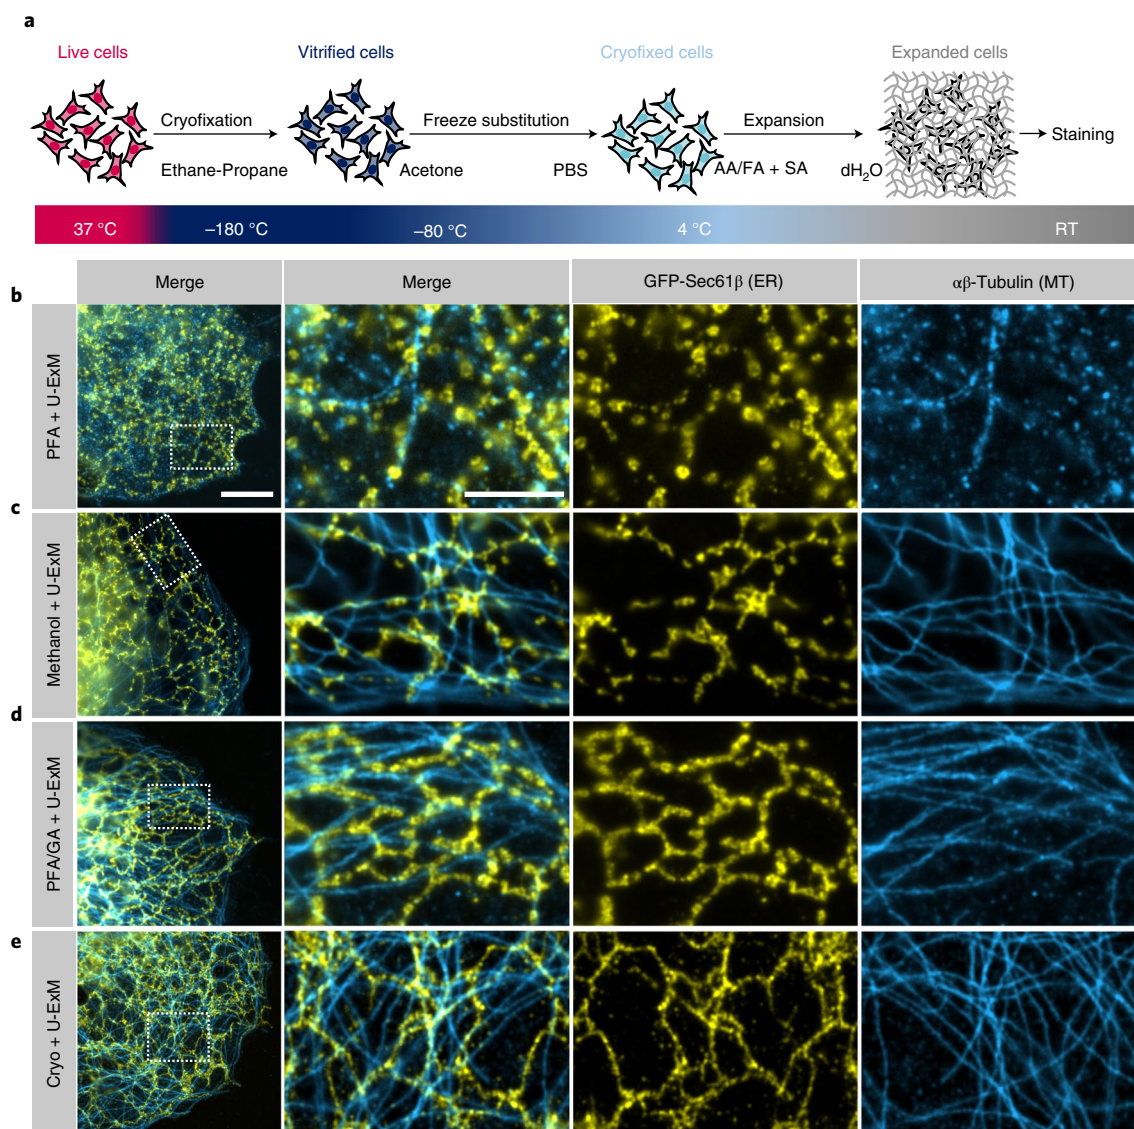 a
Live cells
Vitrified cells
Cryofixed cells
Expanded cells
Cryofixation
Freeze substitution
Expansion
Staining
Ethane-Propane
Acetone
PBS
AA/FA + SA
dH₂O
37 °C
–180 °C
–80 °C
4 °C
RT
Merge
Merge
GFP-Sec61β (ER)
αβ-Tubulin (MT)
b
PFA + U-ExM
c
Methanol + U-ExM
d
PFA/GA + U-ExM
e
Cryo + U-ExM